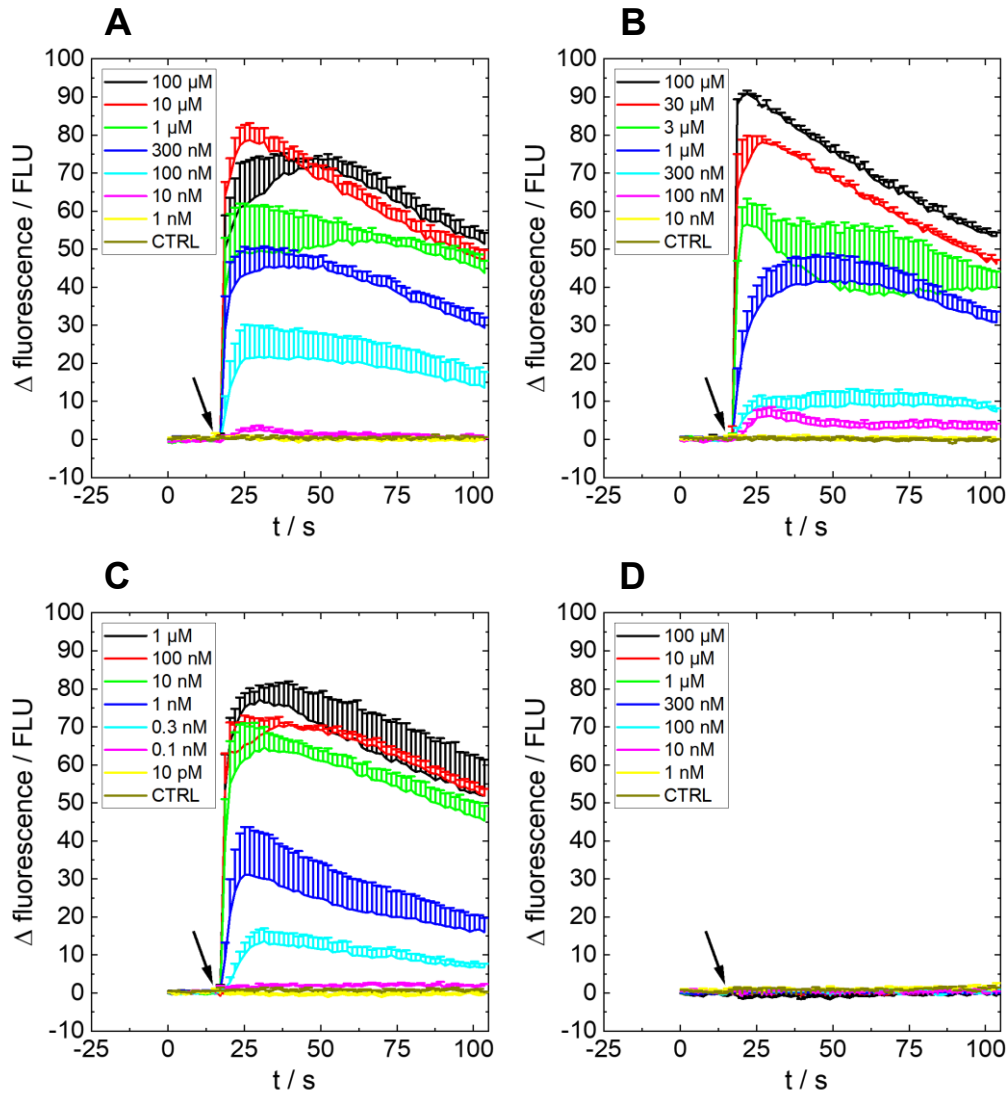 A
Δ fluorescence / FLU
100
90
80
70
60
50
40
30
20
10
0
-10
100 µM
10 µM
1 µM
300 nM
100 nM
10 nM
1 nM
CTRL
-25 0 25 50 75 100
t / s
B
Δ fluorescence / FLU
100
90
80
70
60
50
40
30
20
10
0
-10
100 µM
30 µM
3 µM
1 µM
300 nM
100 nM
10 nM
CTRL
-25 0 25 50 75 100
t / s
C
Δ fluorescence / FLU
100
90
80
70
60
50
40
30
20
10
0
-10
1 µM
100 nM
10 nM
1 nM
0.3 nM
0.1 nM
10 pM
CTRL
-25 0 25 50 75 100
t / s
D
Δ fluorescence / FLU
100
90
80
70
60
50
40
30
20
10
0
-10
100 µM
10 µM
1 µM
300 nM
100 nM
10 nM
1 nM
CTRL
-25 0 25 50 75 100
t / s